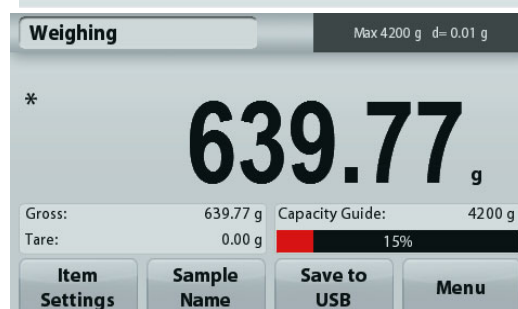 Weighing
Max 4200 g d= 0.01 g
*
639.77 g
Gross: 639.77 g
Tare: 0.00 g
Capacity Guide: 4200 g
15%
Item Settings
Sample Name
Save to USB
Menu